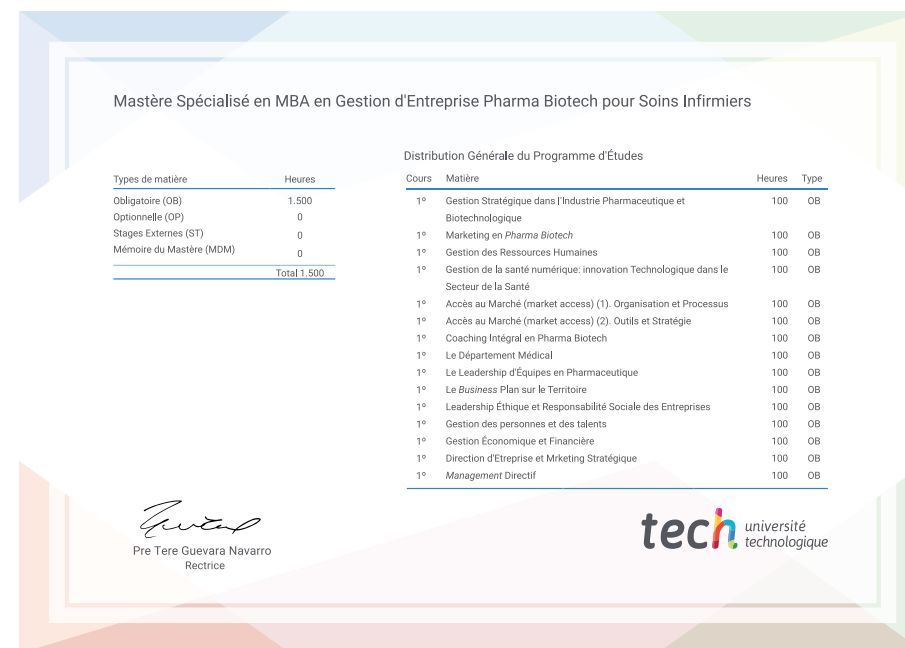 Mastère Spécialisé en MBA en Gestion d'Entreprise Pharma Biotech pour Soins Infirmiers
Types de matière Heures
Obligatoire (OB) 1.500
Optionnelle (OP) 0
Stages Externes (ST) 0
Mémoire du Mastère (MDM) 0
Total 1.500
Distribution Générale du Programme d'Études
Cours Matière Heures Type
1º Gestion Stratégique dans l'Industrie Pharmaceutique et 100 OB
Biotechnologique
1º Marketing en Pharma Biotech 100 OB
1º Gestion des Ressources Humaines 100 OB
1º Gestion de la santé numérique: innovation Technologique dans le 100 OB
Secteur de la Santé
1º Accès au Marché (market access) (1). Organisation et Processus 100 OB
1º Accès au Marché (market access) (2). Outils et Stratégie 100 OB
1º Coaching Intégral en Pharma Biotech 100 OB
1º Le Département Médical 100 OB
1º Le Leadership d'Équipes en Pharmaceutique 100 OB
1º Le Business Plan sur le Territoire 100 OB
1º Leadership Éthique et Responsabilité Sociale des Entreprises 100 OB
1º Gestion des personnes et des talents 100 OB
1º Gestion Économique et Financière 100 OB
1º Direction d'Etreprise et Mrketing Stratégique 100 OB
1º Management Directif 100 OB
Pre Tere Guevara Navarro
Rectrice
tech université
technologique